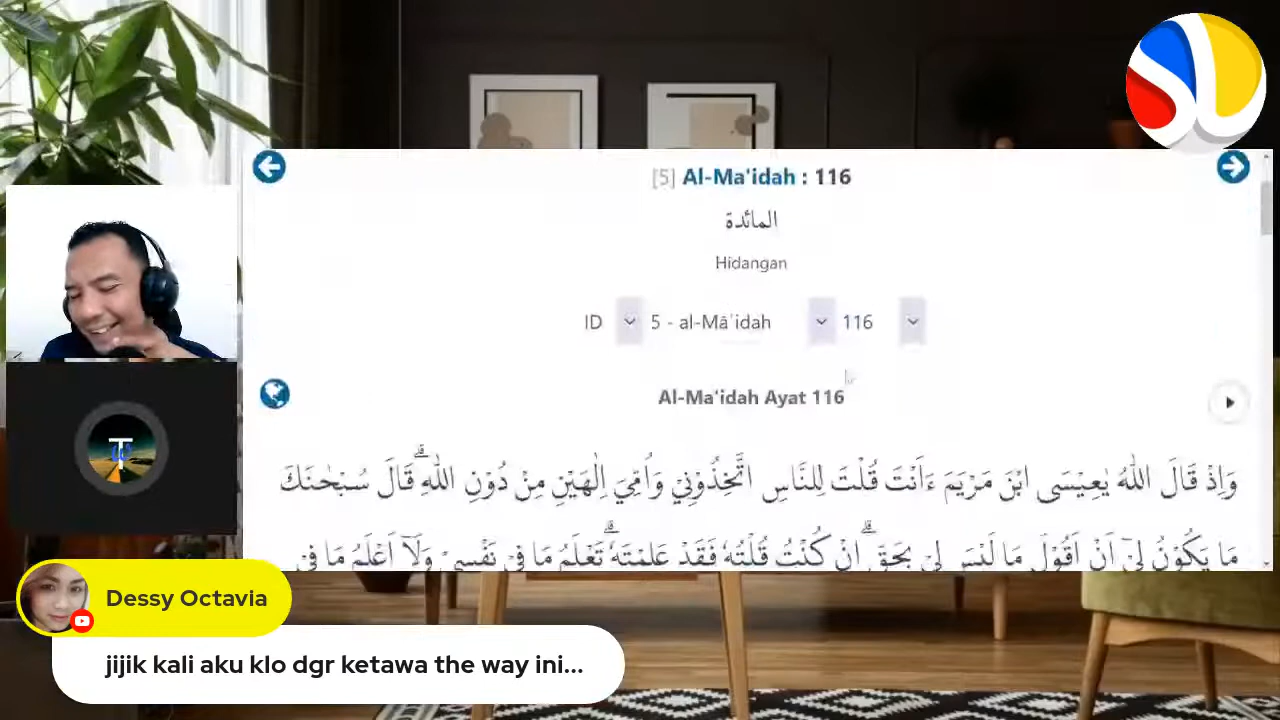 [5] Al-Ma'idah : 116
المائدة
Hidangan
ID 5 - al-Mā'idah 116
Al-Ma'idah Ayat 116
وَاِذْ قَالَ اللّٰهُ يٰعِيْسَى ابْنَ مَرْيَمَ ءَاَنْتَ قُلْتَ لِلنَّاسِ اتَّخِذُوْنِيْ وَاُمِّيَ اِلٰهَيْنِ مِنْ دُوْنِ اللّٰهِ ۗقَالَ سُبْحٰنَكَ
مَا يَكُوْنُ لِيْٓ اَنْ اَقُوْلَ مَا لَيْسَ لِيْ بِحَقٍّ ۗاِنْ كُنْتُ قُلْتُهٗ فَقَدْ عَلِمْتَهٗ ۗتَعْلَمُ مَا فِيْ نَفْسِيْ وَلَآ اَعْلَمُ مَا فِيْ
T
Dessy Octavia
jijik kali aku klo dgr ketawa the way ini...